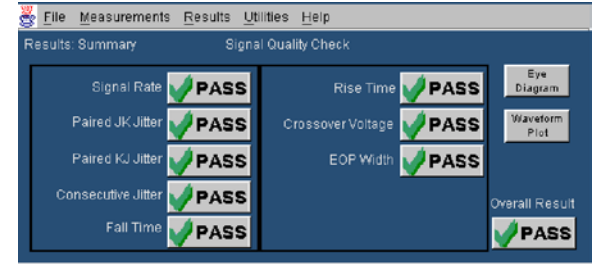 File Measurements Results Utilities Help
Results: Summary Signal Quality Check
Signal Rate PASS
Paired JK Jitter PASS
Paired KJ Jitter PASS
Consecutive Jitter PASS
Fall Time PASS
Rise Time PASS
Crossover Voltage PASS
EOP Width PASS
Eye
Diagram
Waveform
Plot
Overall Result
PASS